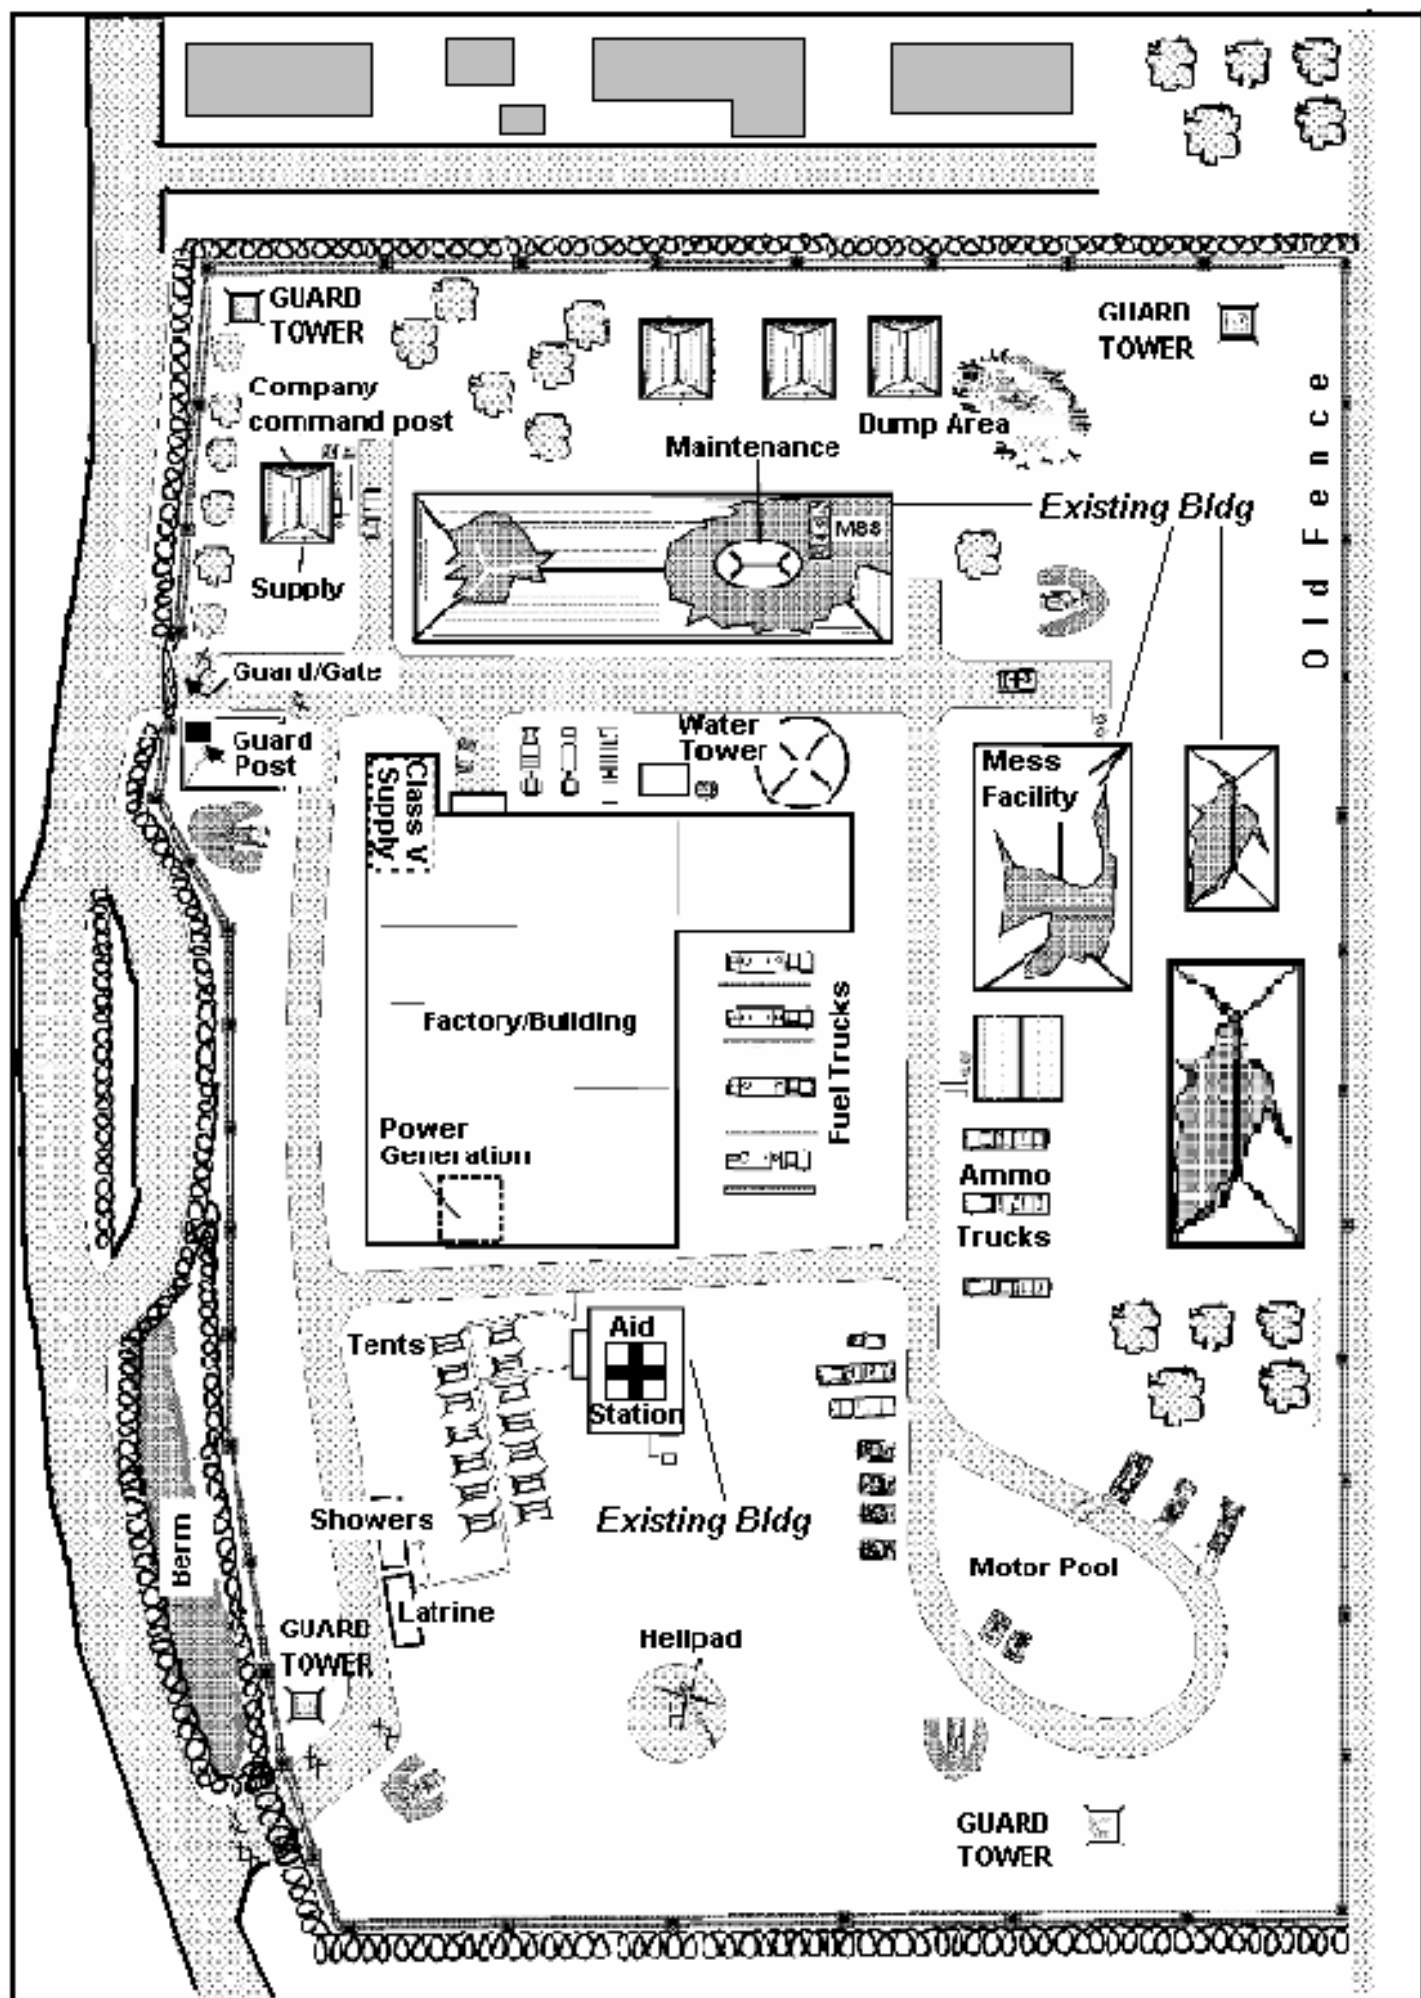 GUARD
TOWER
GUARD
TOWER
Company
command post
Dump Area
Maintenance
Existing Bldg
M88
Supply
Old Fence
Guard/Gate
Guard
Post
Water
Tower
Class V
Supply
Mess
Facility
Factory/Building
Fuel Trucks
Power
Generation
Ammo
Trucks
Tents
Aid
Station
Showers
Existing Bldg
Berm
Motor Pool
Latrine
GUARD
TOWER
Helipad
GUARD
TOWER